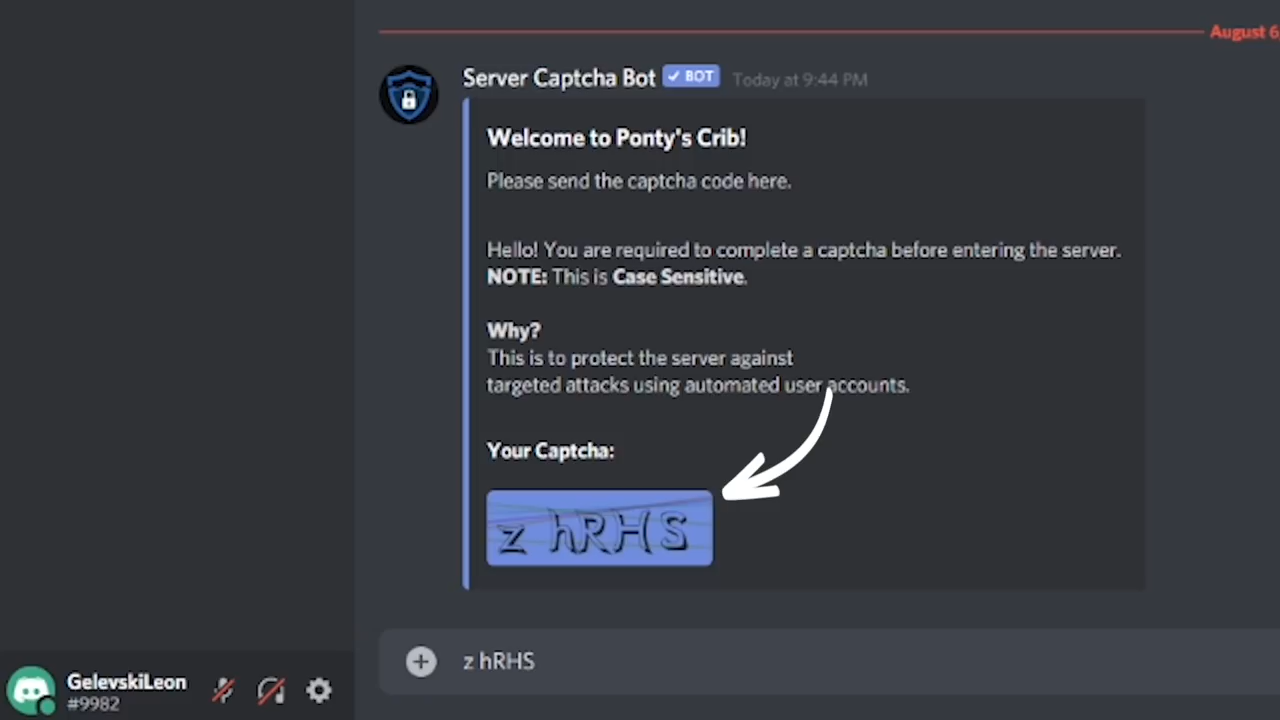 August 6
Server Captcha Bot ✓ BOT Today at 9:44 PM
Welcome to Ponty's Crib!
Please send the captcha code here.
Hello! You are required to complete a captcha before entering the server.
NOTE: This is Case Sensitive.
Why?
This is to protect the server against
targeted attacks using automated user accounts.
Your Captcha:
z hRHS
z hRHS
GelevskiLeon
#9982